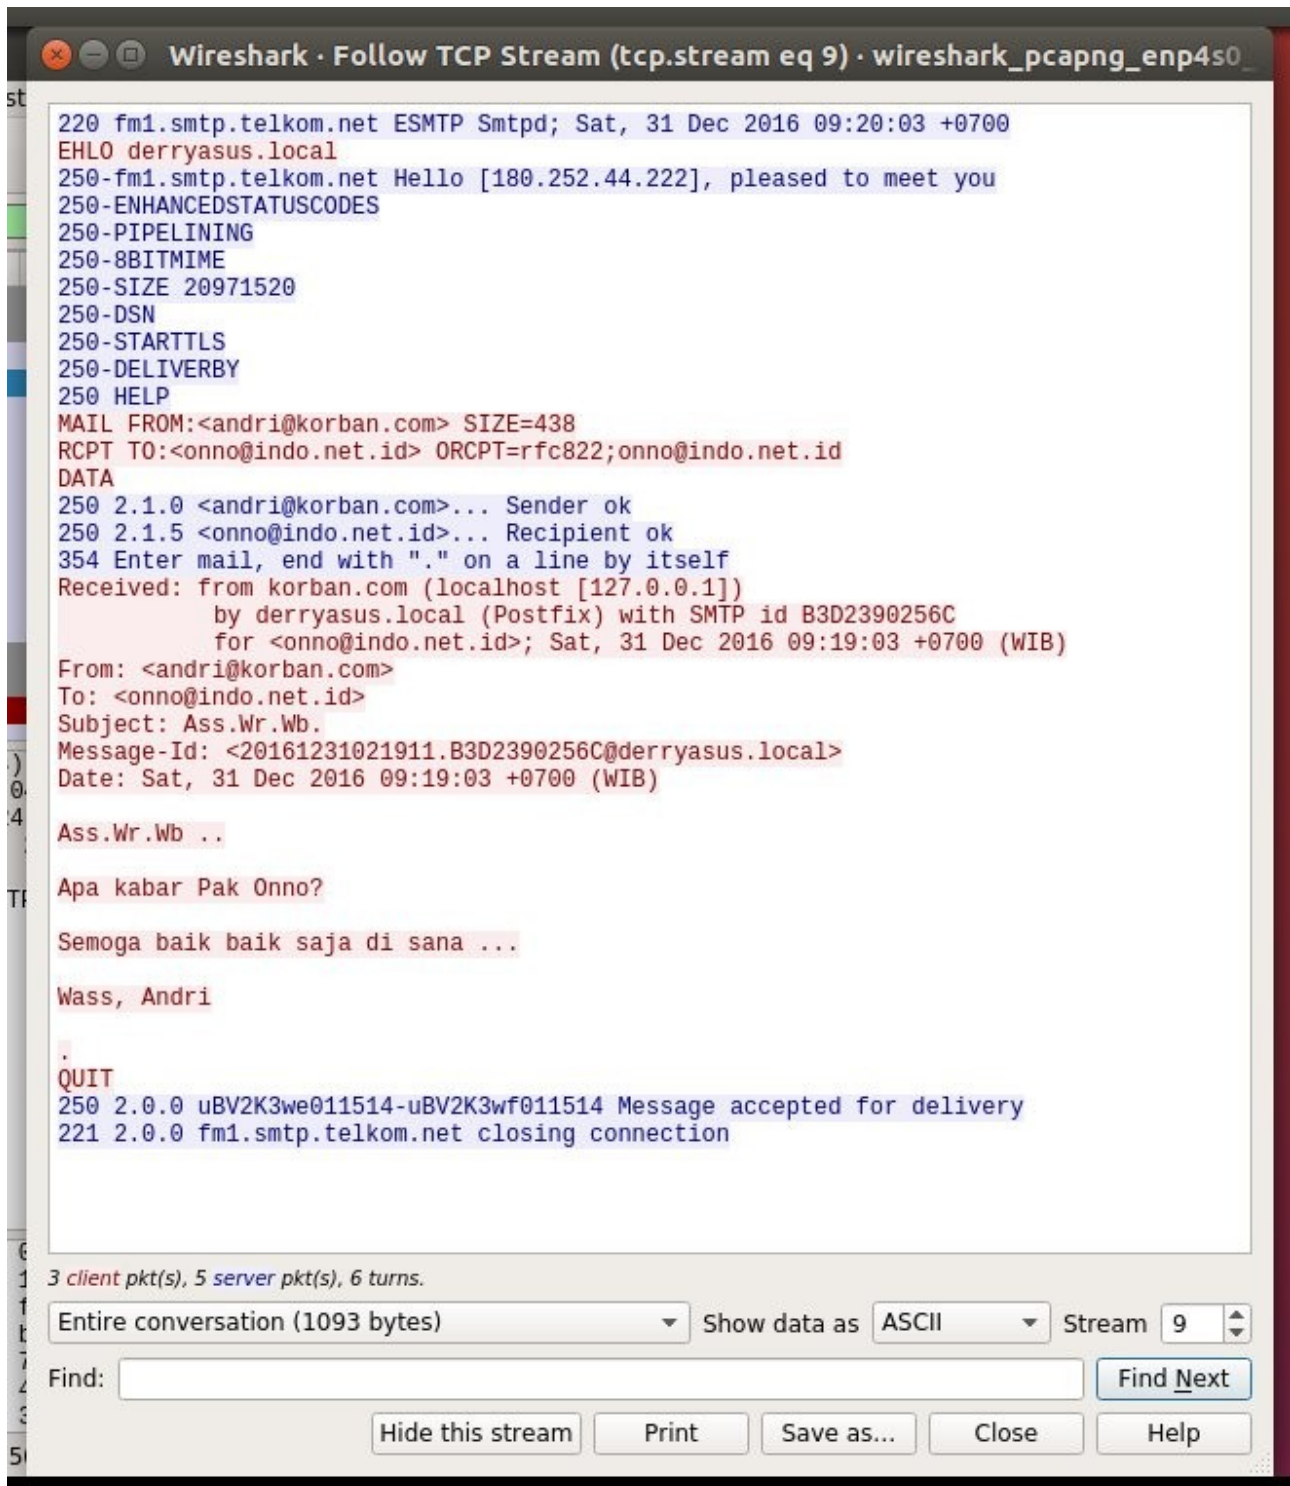 Wireshark · Follow TCP Stream (tcp.stream eq 9) · wireshark_pcapng_enp4s0_
st
220 fm1.smtp.telkom.net ESMTP Smtpd; Sat, 31 Dec 2016 09:20:03 +0700
EHLO derryasus.local
250-fm1.smtp.telkom.net Hello [180.252.44.222], pleased to meet you
250-ENHANCEDSTATUSCODES
250-PIPELINING
250-8BITMIME
250-SIZE 20971520
250-DSN
250-STARTTLS
250-DELIVERBY
250 HELP
MAIL FROM:<andri@korban.com> SIZE=438
RCPT TO:<onno@indo.net.id> ORCPT=rfc822;onno@indo.net.id
DATA
250 2.1.0 <andri@korban.com>... Sender ok
250 2.1.5 <onno@indo.net.id>... Recipient ok
354 Enter mail, end with "." on a line by itself
Received: from korban.com (localhost [127.0.0.1])
by derryasus.local (Postfix) with SMTP id B3D2390256C
for <onno@indo.net.id>; Sat, 31 Dec 2016 09:19:03 +0700 (WIB)
From: <andri@korban.com>
To: <onno@indo.net.id>
Subject: Ass.Wr.Wb.
Message-Id: <20161231021911.B3D2390256C@derryasus.local>
Date: Sat, 31 Dec 2016 09:19:03 +0700 (WIB)
Ass.Wr.Wb ..
Apa kabar Pak Onno?
Semoga baik baik saja di sana ...
Wass, Andri
.
QUIT
250 2.0.0 uBV2K3we011514-uBV2K3wf011514 Message accepted for delivery
221 2.0.0 fm1.smtp.telkom.net closing connection
3 client pkt(s), 5 server pkt(s), 6 turns.
Entire conversation (1093 bytes)
Show data as ASCII
Stream 9
Find:
Find Next
Hide this stream
Print
Save as...
Close
Help